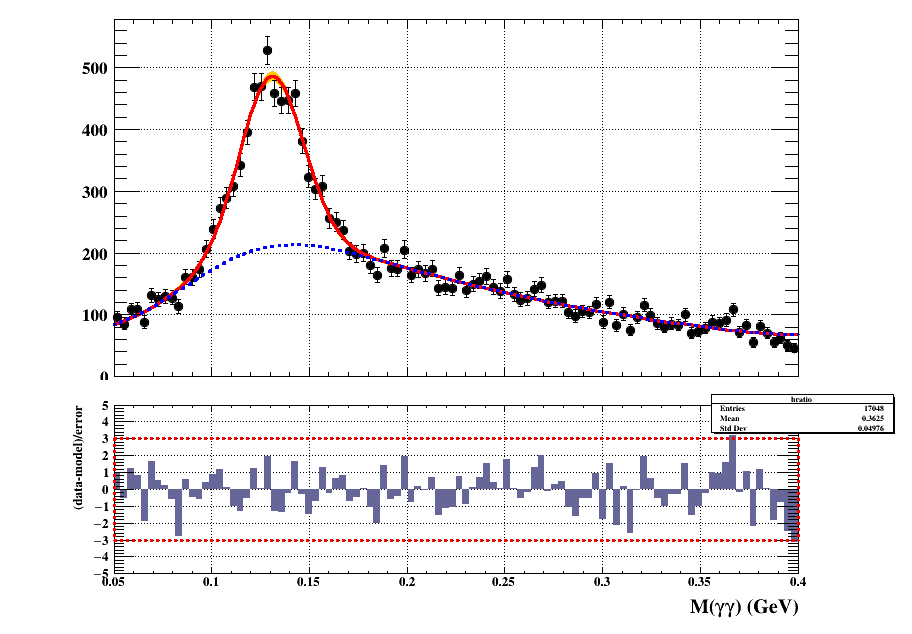 500
400
300
200
100
0
(data-model)/error
5
4
3
2
1
0
−1
−2
−3
−4
−5
hratio
Entries 17048
Mean 0.3625
Std Dev 0.04976
0.05 0.1 0.15 0.2 0.25 0.3 0.35 0.4
M(γγ) (GeV)